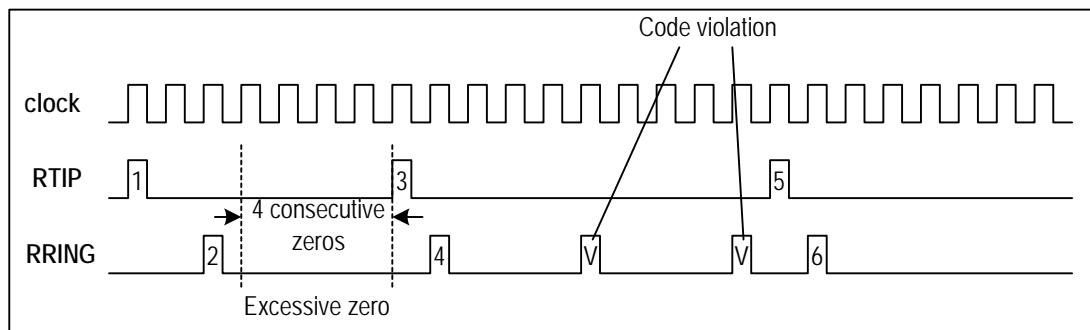 Code violation
clock
RTIP
1
3
5
4 consecutive
zeros
RRING
2
4
V
V
6
Excessive zero